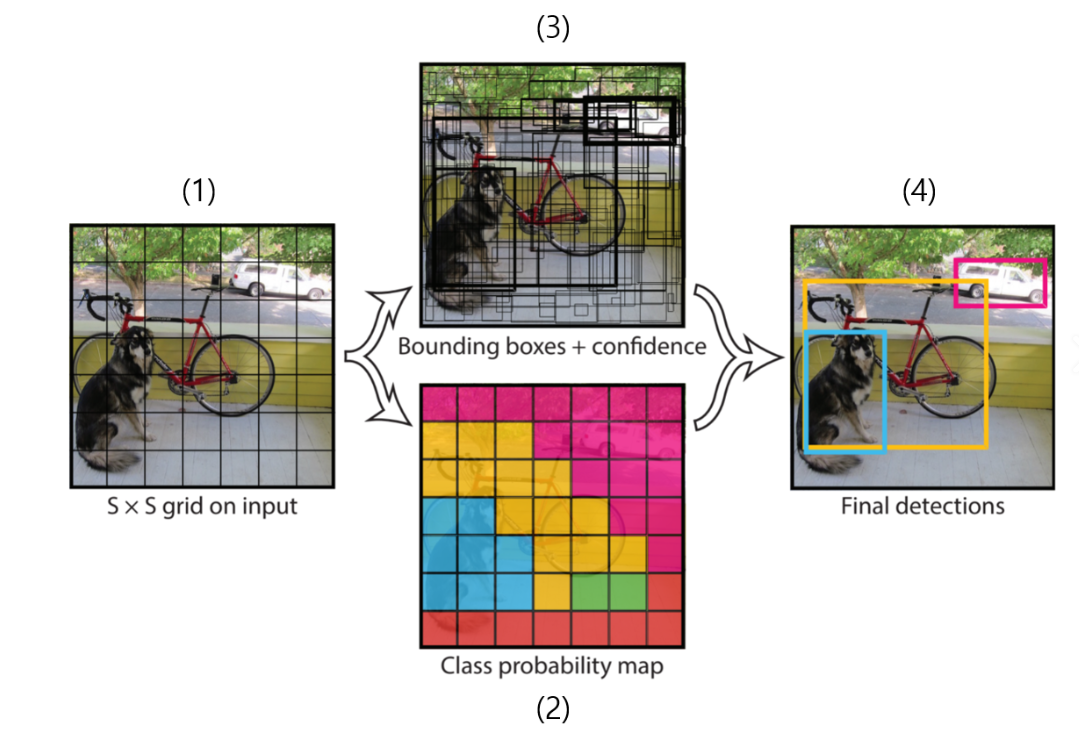 (3)
(1)
(4)
Bounding boxes + confidence
S × S grid on input
Final detections
Class probability map
(2)